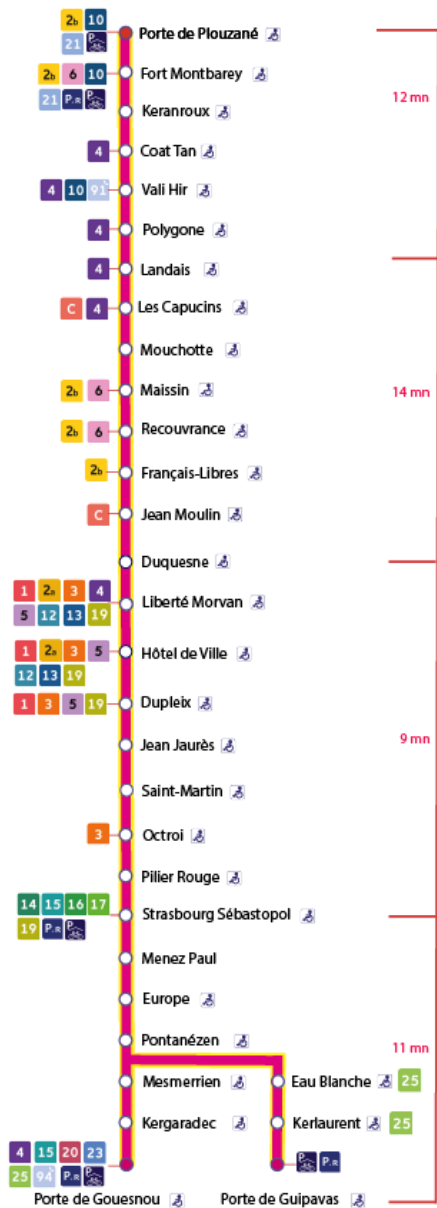 2b 10
Porte de Plouzané
21 P
2b 6 10
Fort Montbarey
21 P+R P
12 mn
Keranroux
4
Coat Tan
4 10 91
Vali Hir
4
Polygone
4
Landais
C 4
Les Capucins
Mouchotte
2b 6
Maissin
14 mn
2b 6
Recouvrance
2b
Français-Libres
C
Jean Moulin
Duquesne
1 2a 3 4
Liberté Morvan
5 12 13 19
1 2a 3 5
Hôtel de Ville
12 13 19
1 3 5 19
Dupleix
Jean Jaurès
9 mn
Saint-Martin
3
Octroi
Pilier Rouge
14 15 16 17
Strasbourg Sébastopol
19 P+R P
Menez Paul
Europe
Pontanézen
11 mn
Mesmerrien
Eau Blanche 25
Kergaradec
Kerlaurent 25
4 15 20 23
25 94 P+R P
P P+R
Porte de Gouesnou
Porte de Guipavas